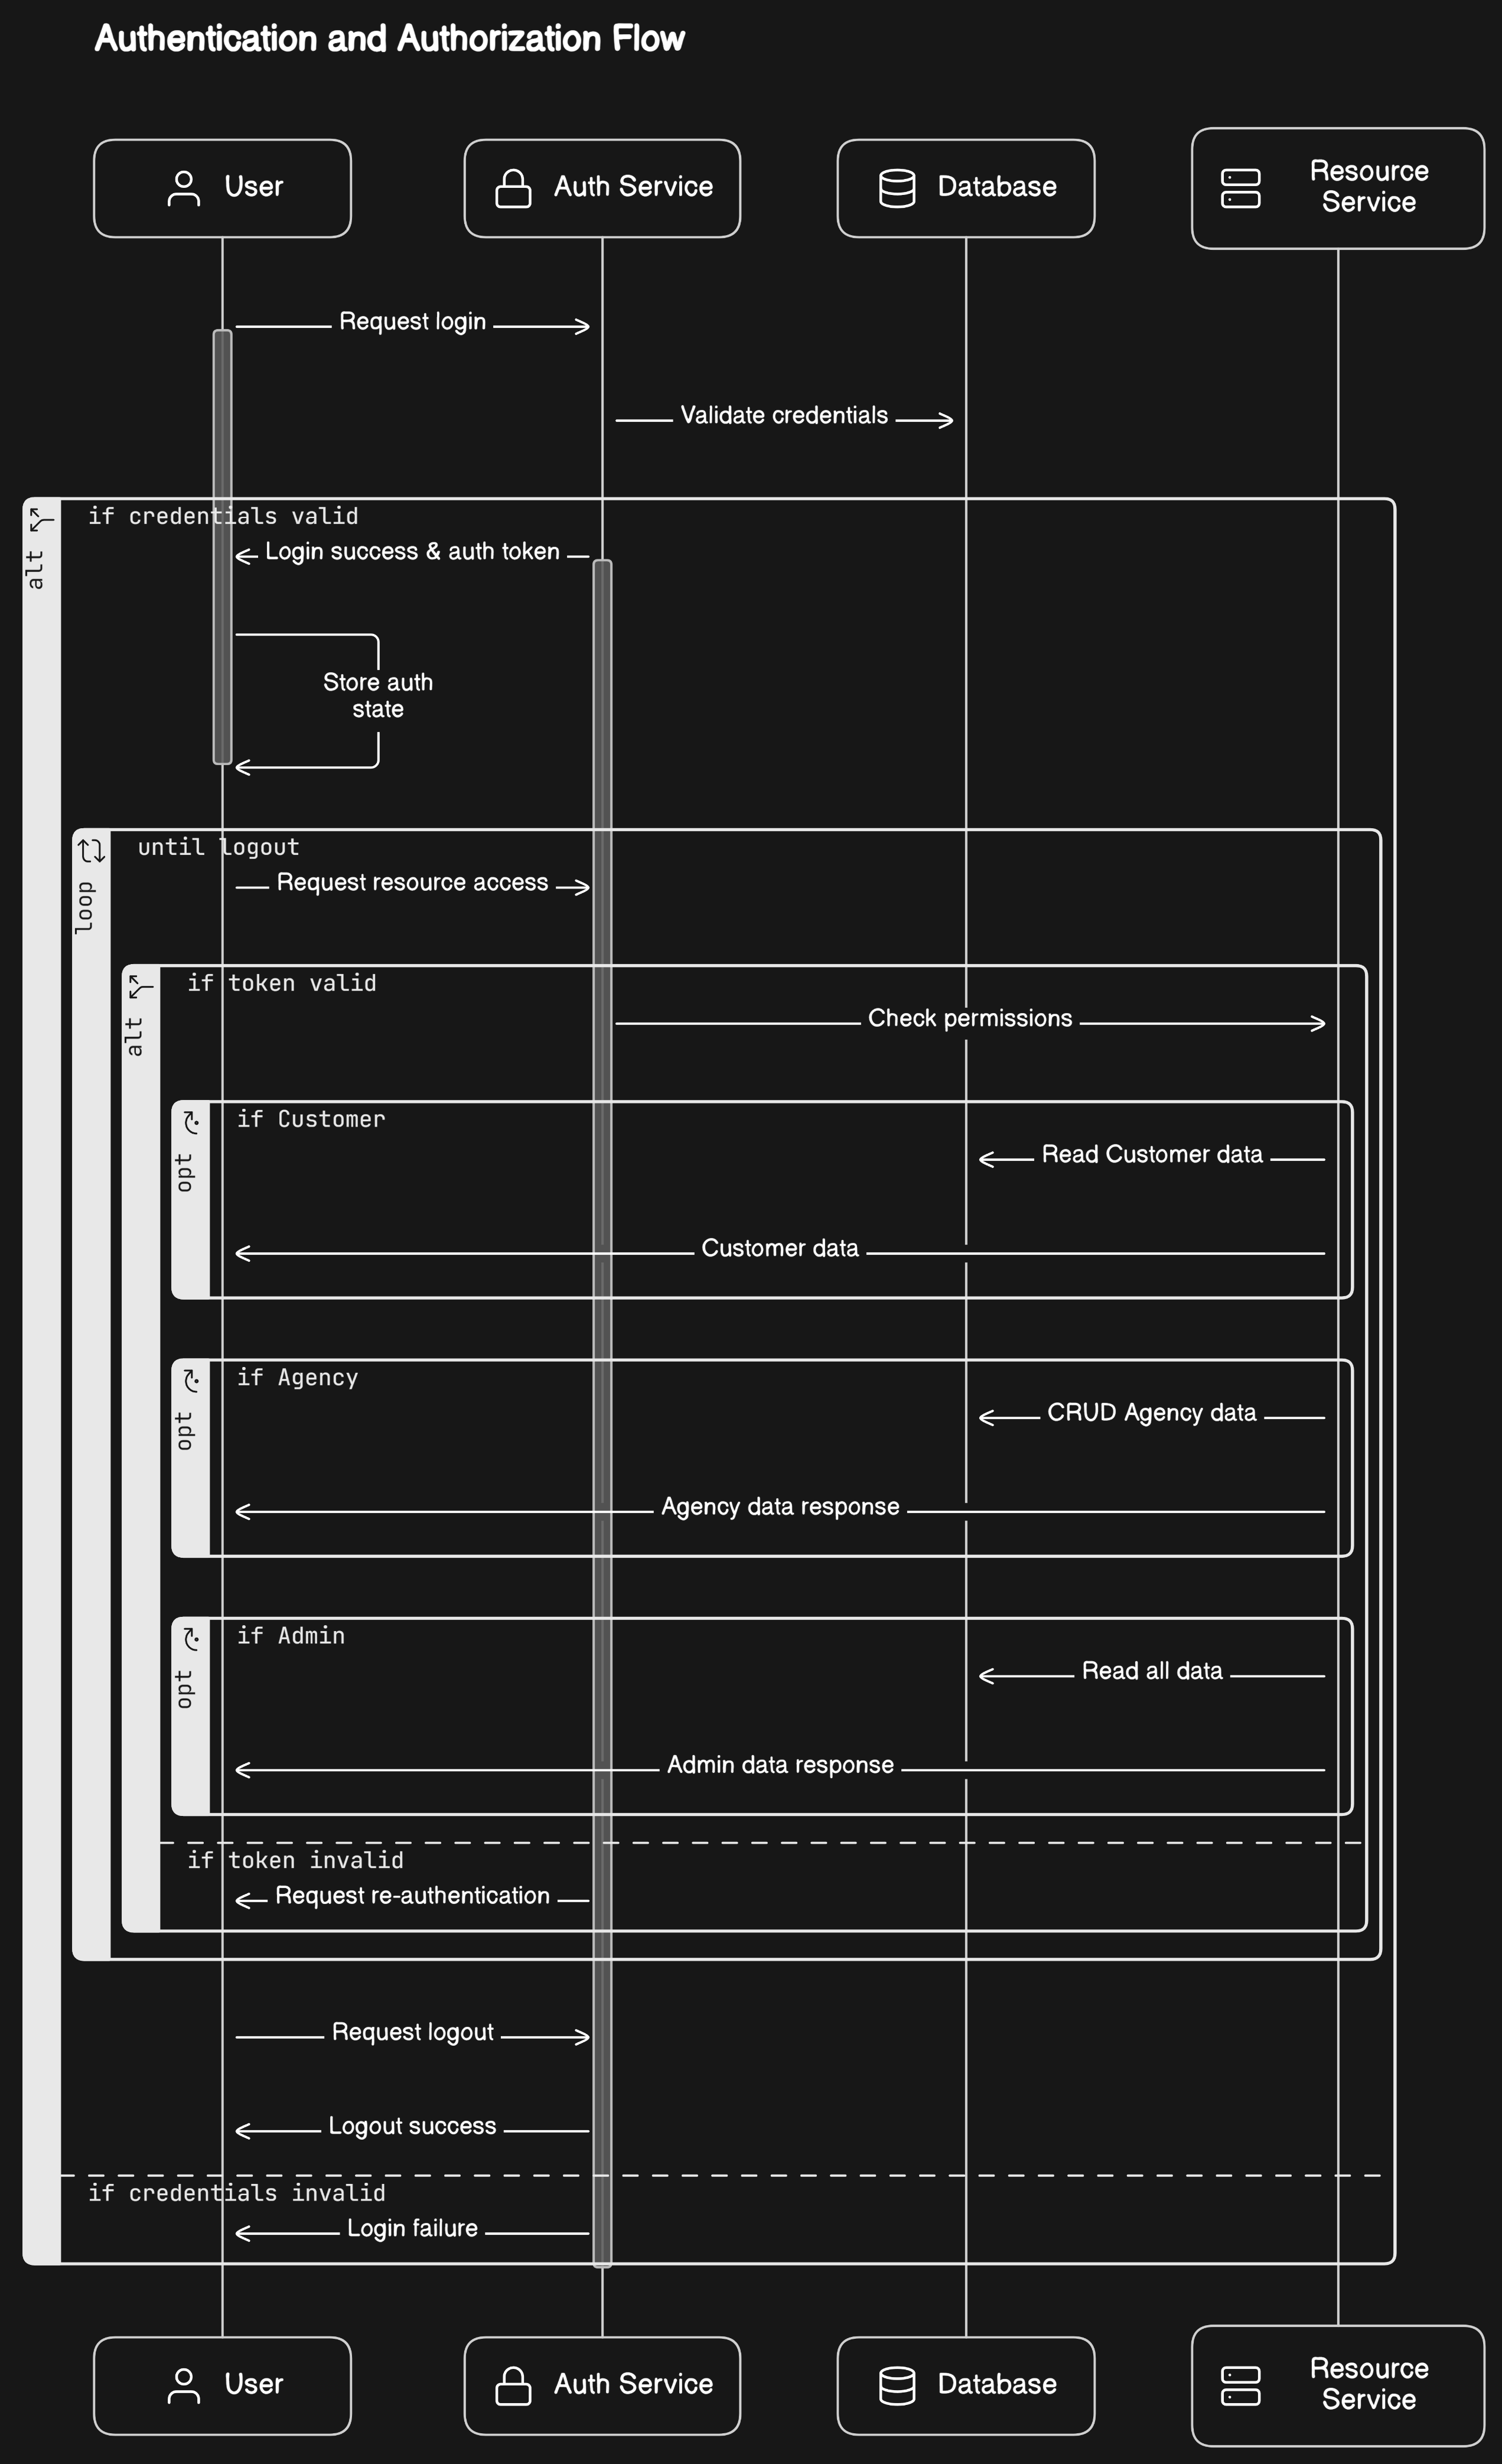 Authentication and Authorization Flow
User
Auth Service
Database
Resource
Service
Request login
Validate credentials
alt
if credentials valid
Login success & auth token
Store auth
state
loop
until logout
Request resource access
alt
if token valid
Check permissions
opt
if Customer
Read Customer data
Customer data
opt
if Agency
CRUD Agency data
Agency data response
opt
if Admin
Read all data
Admin data response
if token invalid
Request re-authentication
Request logout
Logout success
if credentials invalid
Login failure
User
Auth Service
Database
Resource
Service